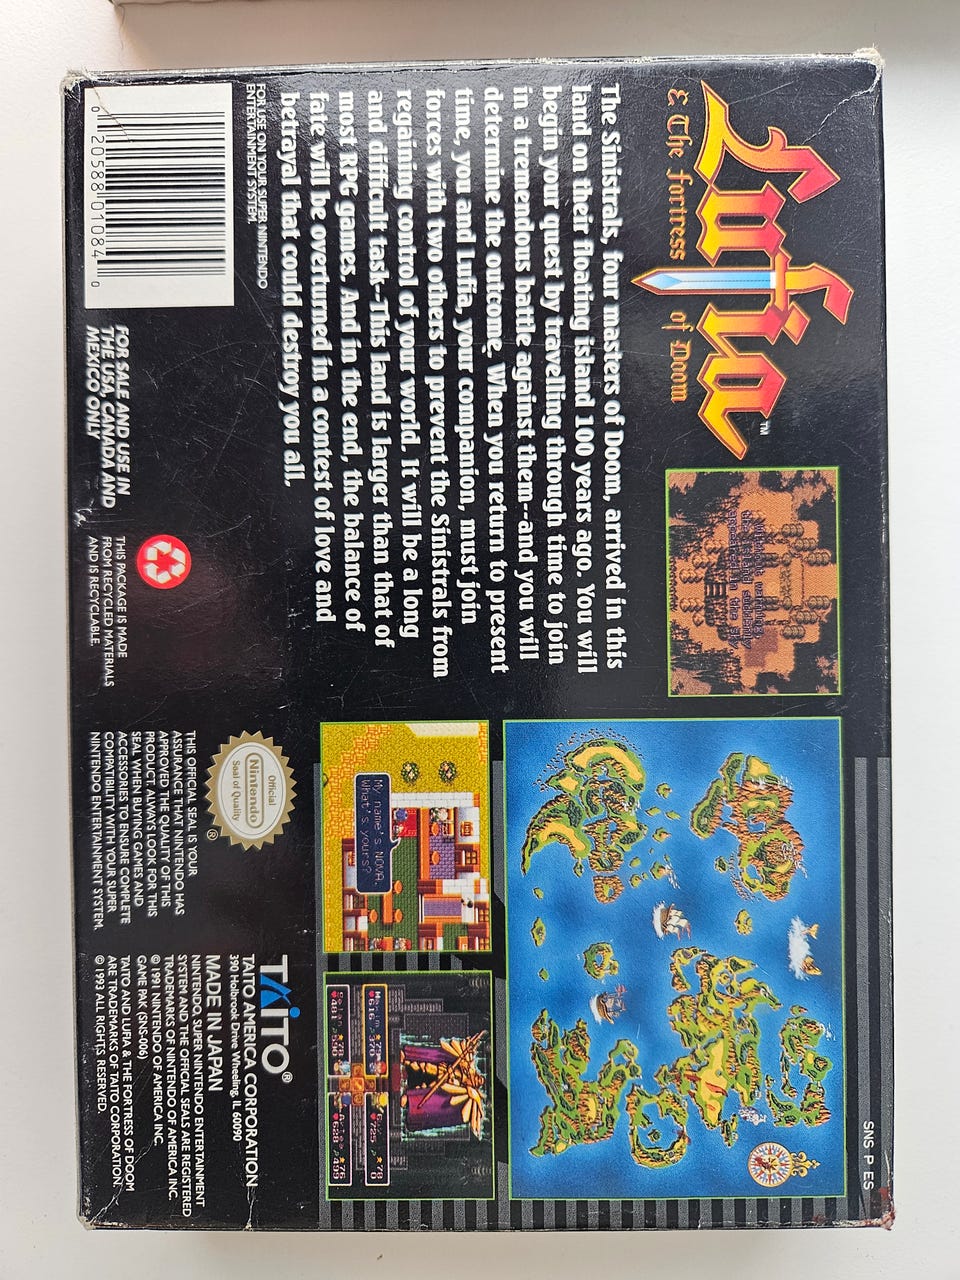 Lufia™
& The Fortress of Doom
The Sinistrals, four masters of Doom, arrived in this
land on their floating island 100 years ago. You will
begin your quest by travelling through time to join
in a tremendous battle against them--and you will
determine the outcome. When you return to present
time, you and Lufia, your companion, must join
forces with two others to prevent the Sinistrals from
regaining control of your world. It will be a long
and difficult task--this land is larger than that of
most RPG games. And in the end, the balance of
fate will be overturned in a contest of love and
betrayal that could destroy you all.
FOR USE ON YOUR SUPER NINTENDO
ENTERTAINMENT SYSTEM.
0 20588 01084 0
FOR SALE AND USE IN
THE USA, CANADA AND
MEXICO ONLY
THIS PACKAGE IS MADE
FROM RECYCLED MATERIALS
AND IS RECYCLABLE.
the island suddenly
appeared in the sky
SNS P ES
My name's NOVA.
What's yours?
Official
Nintendo
Seal of Quality
®
THIS OFFICIAL SEAL IS YOUR
ASSURANCE THAT NINTENDO HAS
APPROVED THE QUALITY OF THIS
PRODUCT. ALWAYS LOOK FOR THIS
SEAL WHEN BUYING GAMES AND
ACCESSORIES TO ENSURE COMPLETE
COMPATIBILITY WITH YOUR SUPER
NINTENDO ENTERTAINMENT SYSTEM.
TAITO®
TAITO AMERICA CORPORATION
390 Holbrook Drive Wheeling, IL 60090
MADE IN JAPAN
NINTENDO, SUPER NINTENDO ENTERTAINMENT
SYSTEM AND THE OFFICIAL SEALS ARE REGISTERED
TRADEMARKS OF NINTENDO OF AMERICA INC.
© 1991 NINTENDO OF AMERICA INC.
GAME PAK (SNS-006)
TAITO AND LUFIA & THE FORTRESS OF DOOM
ARE TRADEMARKS OF TAITO CORPORATION.
© 1993 ALL RIGHTS RESERVED.